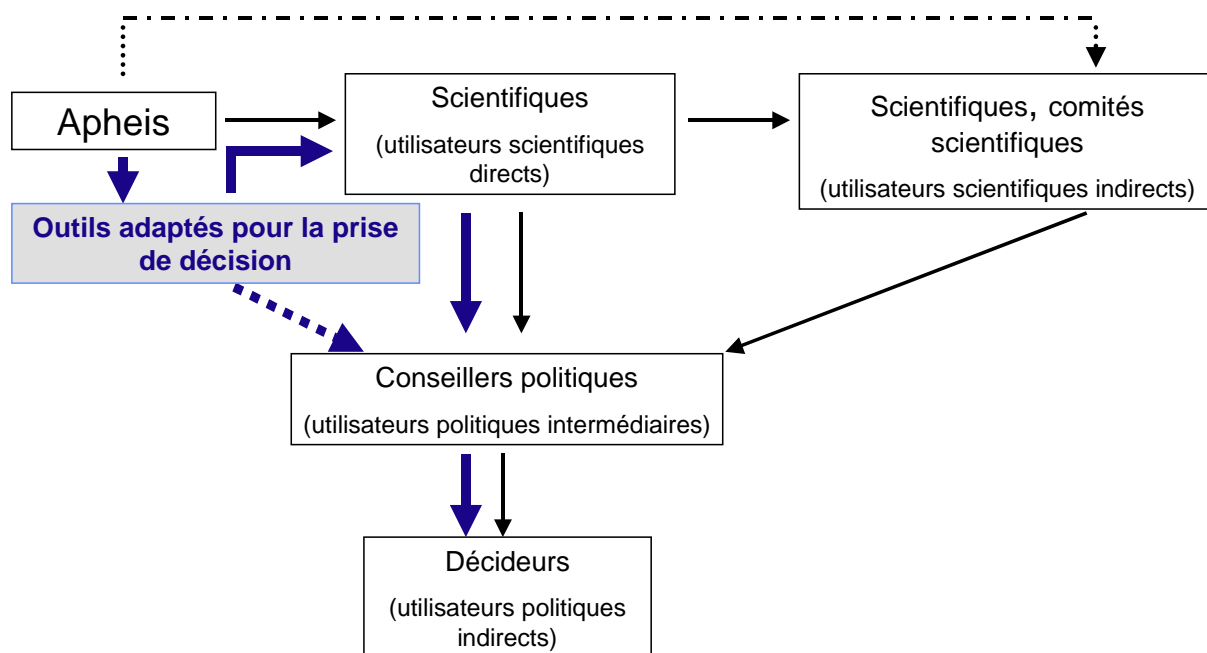 Apheis
Scientifiques
(utilisateurs scientifiques
directs)
Scientifiques, comités
scientifiques
(utilisateurs scientifiques indirects)
Outils adaptés pour la prise
de décision
Conseillers politiques
(utilisateurs politiques intermédiaires)
Décideurs
(utilisateurs politiques
indirects)